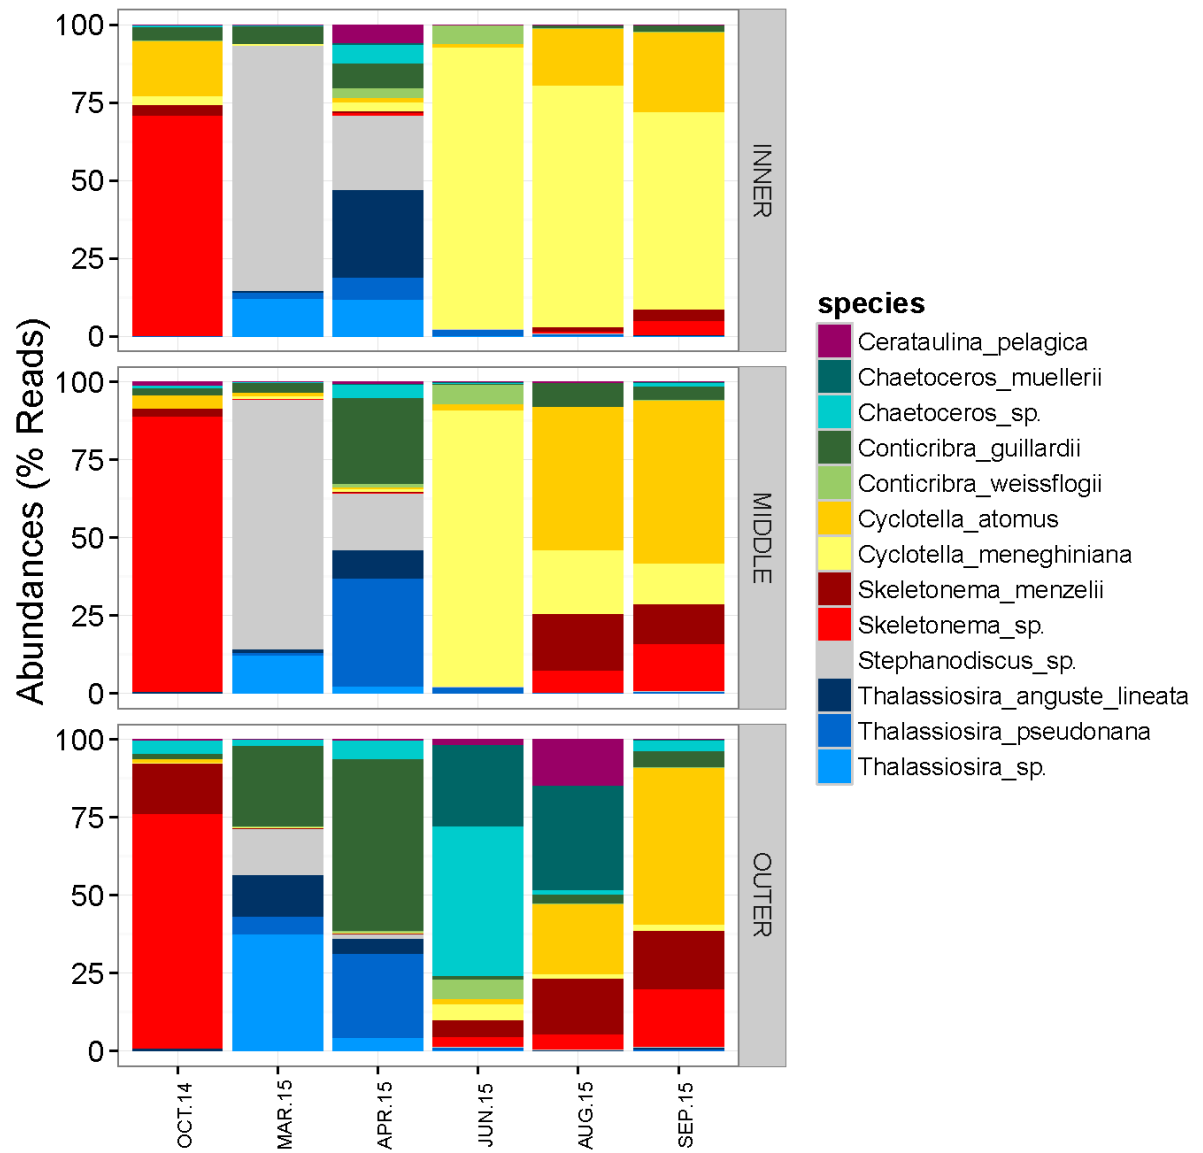 Abundances (% Reads)
100
75
50
25
0
INNER
100
75
50
25
0
MIDDLE
100
75
50
25
0
OUTER
OCT.14
MAR.15
APR.15
JUN.15
AUG.15
SEP.15
species
Cerataulina_pelagica
Chaetoceros_muellerii
Chaetoceros_sp.
Conticribra_guillardii
Conticribra_weissflogii
Cyclotella_atomus
Cyclotella_meneghiniana
Skeletonema_menzelii
Skeletonema_sp.
Stephanodiscus_sp.
Thalassiosira_anguste_lineata
Thalassiosira_pseudonana
Thalassiosira_sp.